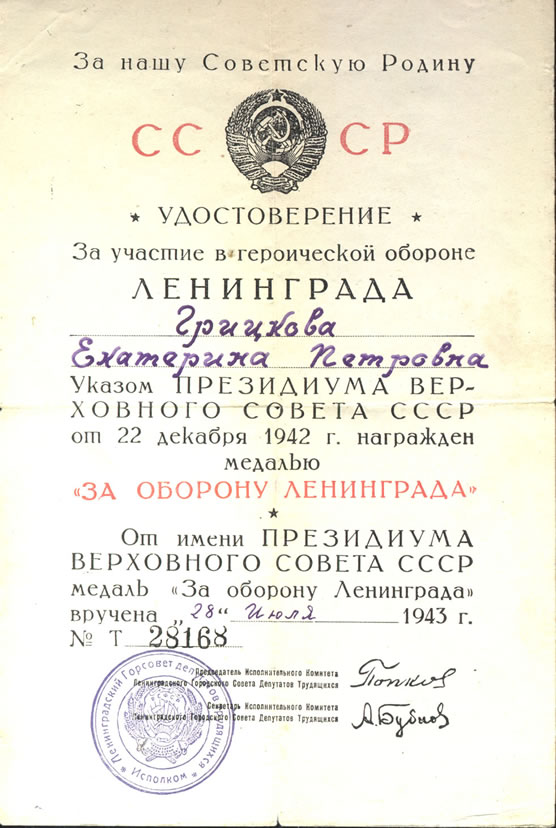 За нашу Советскую Родину
СС СР
★ УДОСТОВЕРЕНИЕ ★
За участие в героической обороне
ЛЕНИНГРАДА
Грицкова
Екатерина Петровна
Указом ПРЕЗИДИУМА ВЕР-
ХОВНОГО СОВЕТА СССР
от 22 декабря 1942 г. награжден
медалью
«ЗА ОБОРОНУ ЛЕНИНГРАДА»
★
От имени ПРЕЗИДИУМА
ВЕРХОВНОГО СОВЕТА СССР
медаль «За оборону Ленинграда»
вручена „28“ Июля 1943 г.
№ Т 28168
Председатель Исполнительного Комитета
Ленинградского Городского Совета Депутатов Трудящихся
Попков
Секретарь Исполнительного Комитета
Ленинградского Городского Совета Депутатов Трудящихся
А. Бубнов
Ленинградский Горсовет депутатов трудящихся
★ Исполком ★